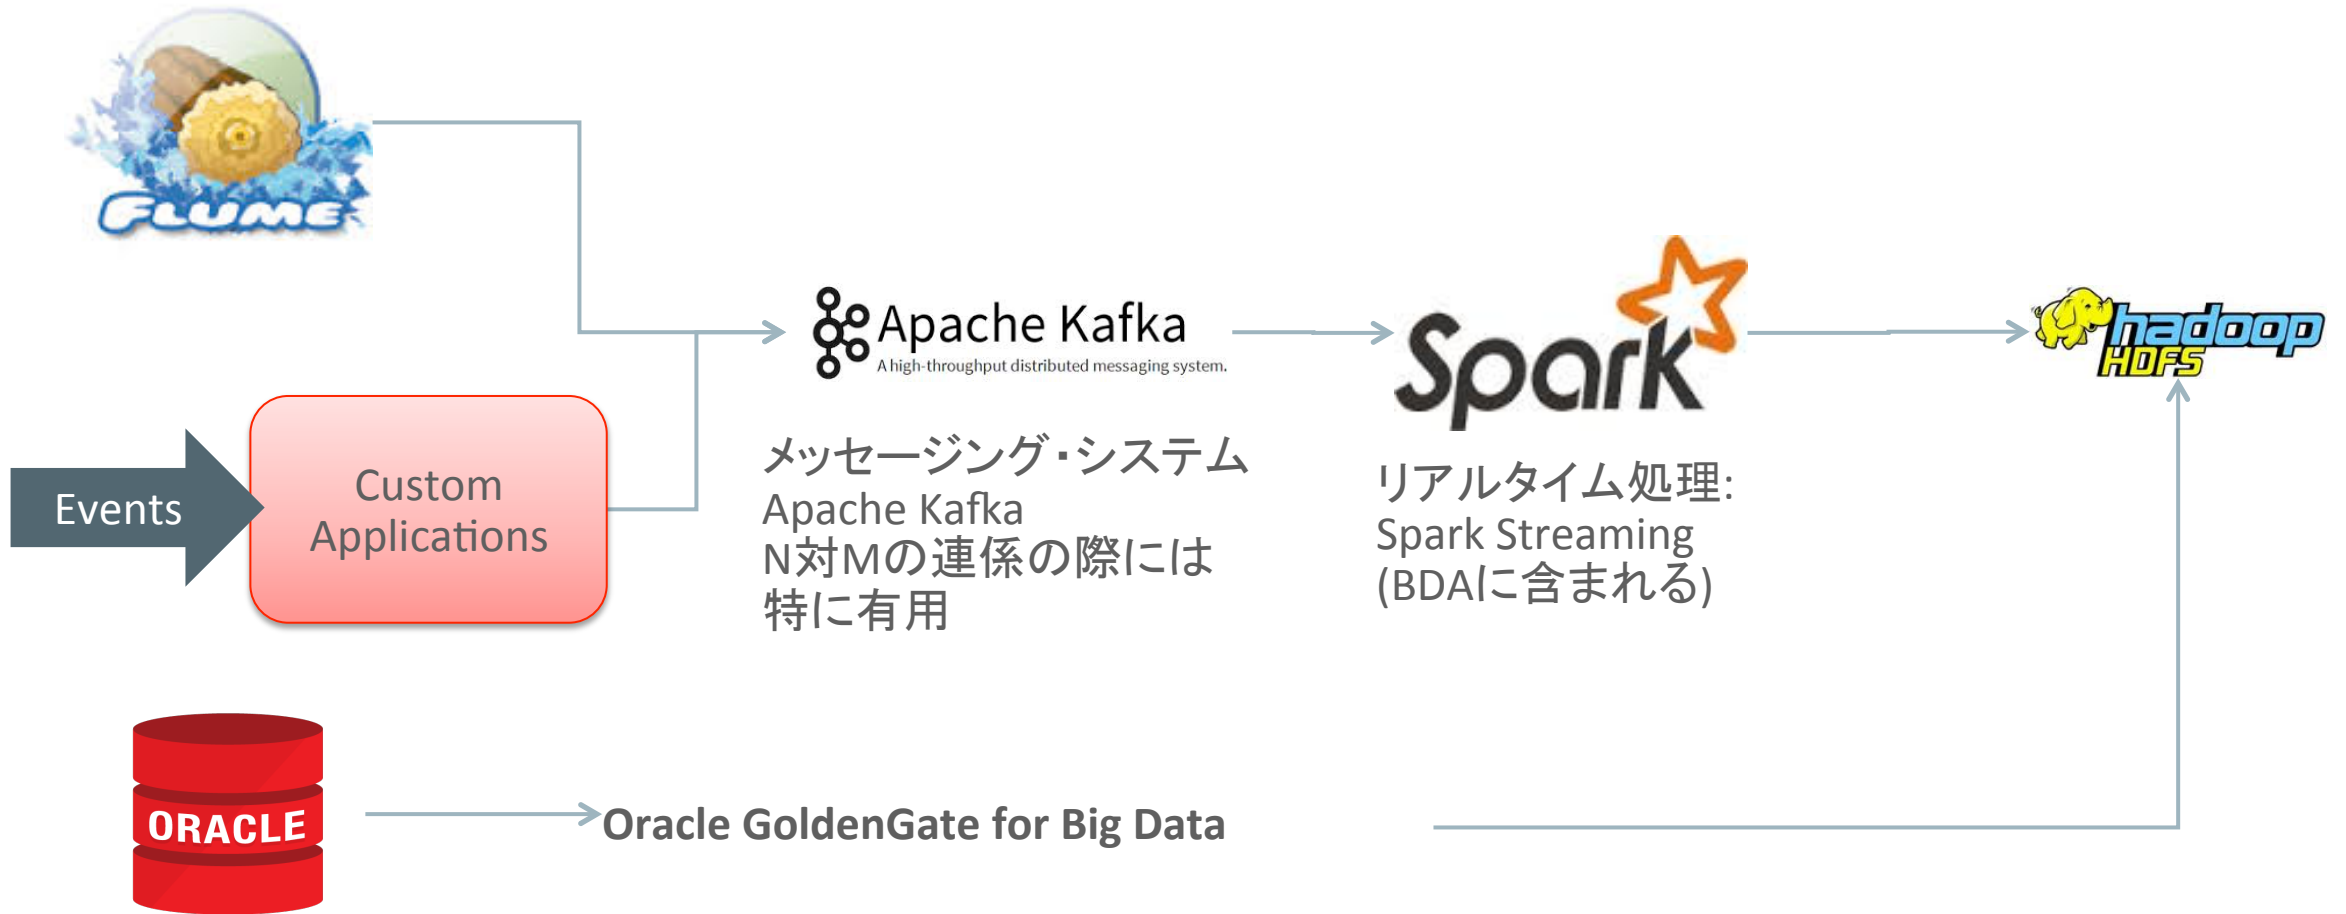 FLUME
Apache Kafka
A high-throughput distributed messaging system.
Spark
hadoop
HDFS
Events
Custom
Applications
メッセージング・システム
Apache Kafka
N対Mの連係の際には
特に有用
リアルタイム処理:
Spark Streaming
(BDAに含まれる)
ORACLE
Oracle GoldenGate for Big Data